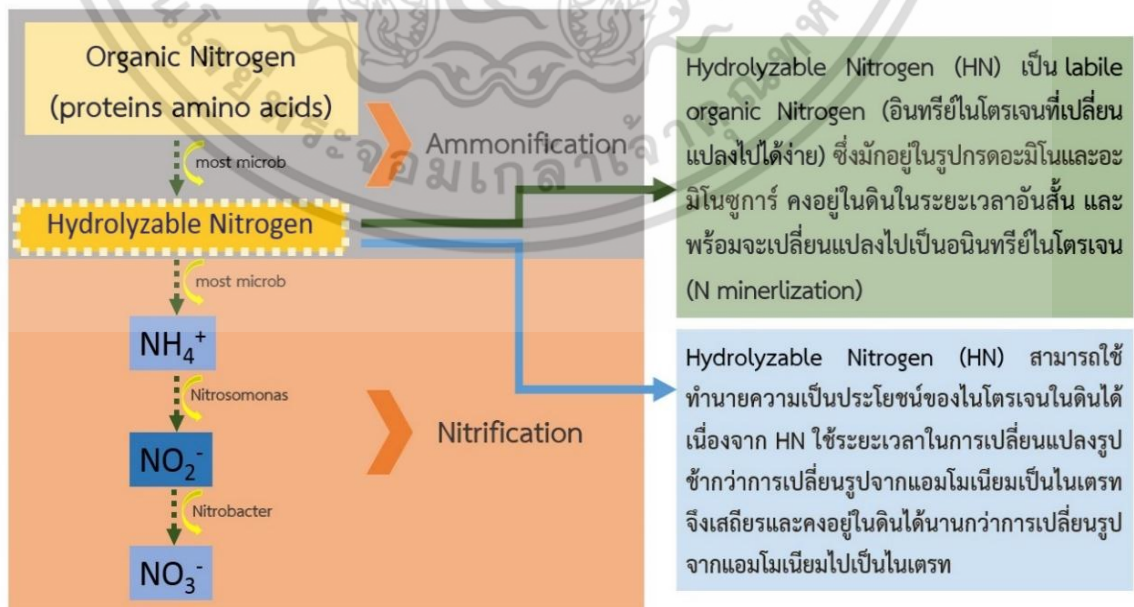 Organic Nitrogen
(proteins amino acids)
most microb
Ammonification
Hydrolyzable Nitrogen
most microb
NH₄⁺
Nitrosomonas
NO₂⁻
Nitrification
Nitrobacter
NO₃⁻
Hydrolyzable Nitrogen (HN) เป็น labile
organic Nitrogen (อินทรีย์ไนโตรเจนที่เปลี่ยน
แปลงไปได้ง่าย) ซึ่งมักอยู่ในรูปกรดอะมิโนและอะ
มิโนซูการ์ คงอยู่ในดินในระยะเวลาอันสั้น และ
พร้อมจะเปลี่ยนแปลงไปเป็นอนินทรีย์ไนโตรเจน
(N minerlization)
Hydrolyzable Nitrogen (HN) สามารถใช้
ทำนายความเป็นประโยชน์ของไนโตรเจนในดินได้
เนื่องจาก HN ใช้ระยะเวลาในการเปลี่ยนแปลงรูป
ช้ากว่าการเปลี่ยนรูปจากแอมโมเนียมเป็นไนเตรท
จึงเสถียรและคงอยู่ในดินได้นานกว่าการเปลี่ยนรูป
จากแอมโมเนียมไปเป็นไนเตรท